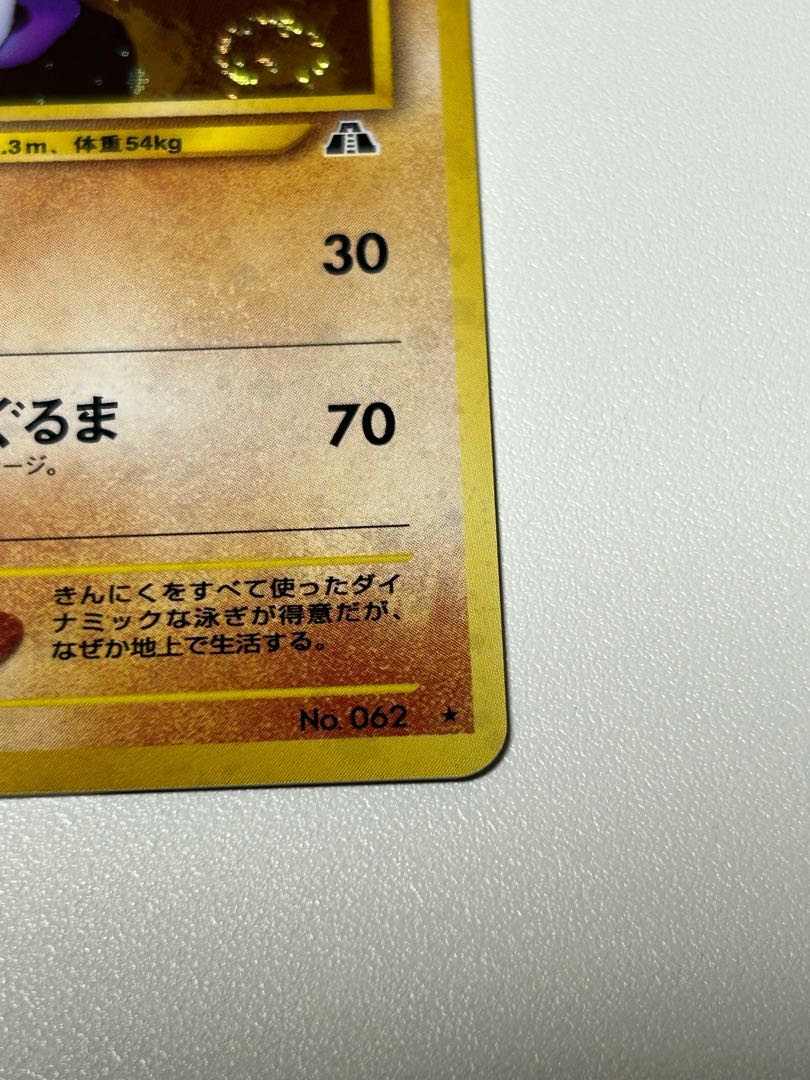 .3m、体重54kg
30
ぐるま 70
ージ。
きんにくをすべて使ったダイ
ナミックな泳ぎが得意だが、
なぜか地上で生活する。
No. 062 ★